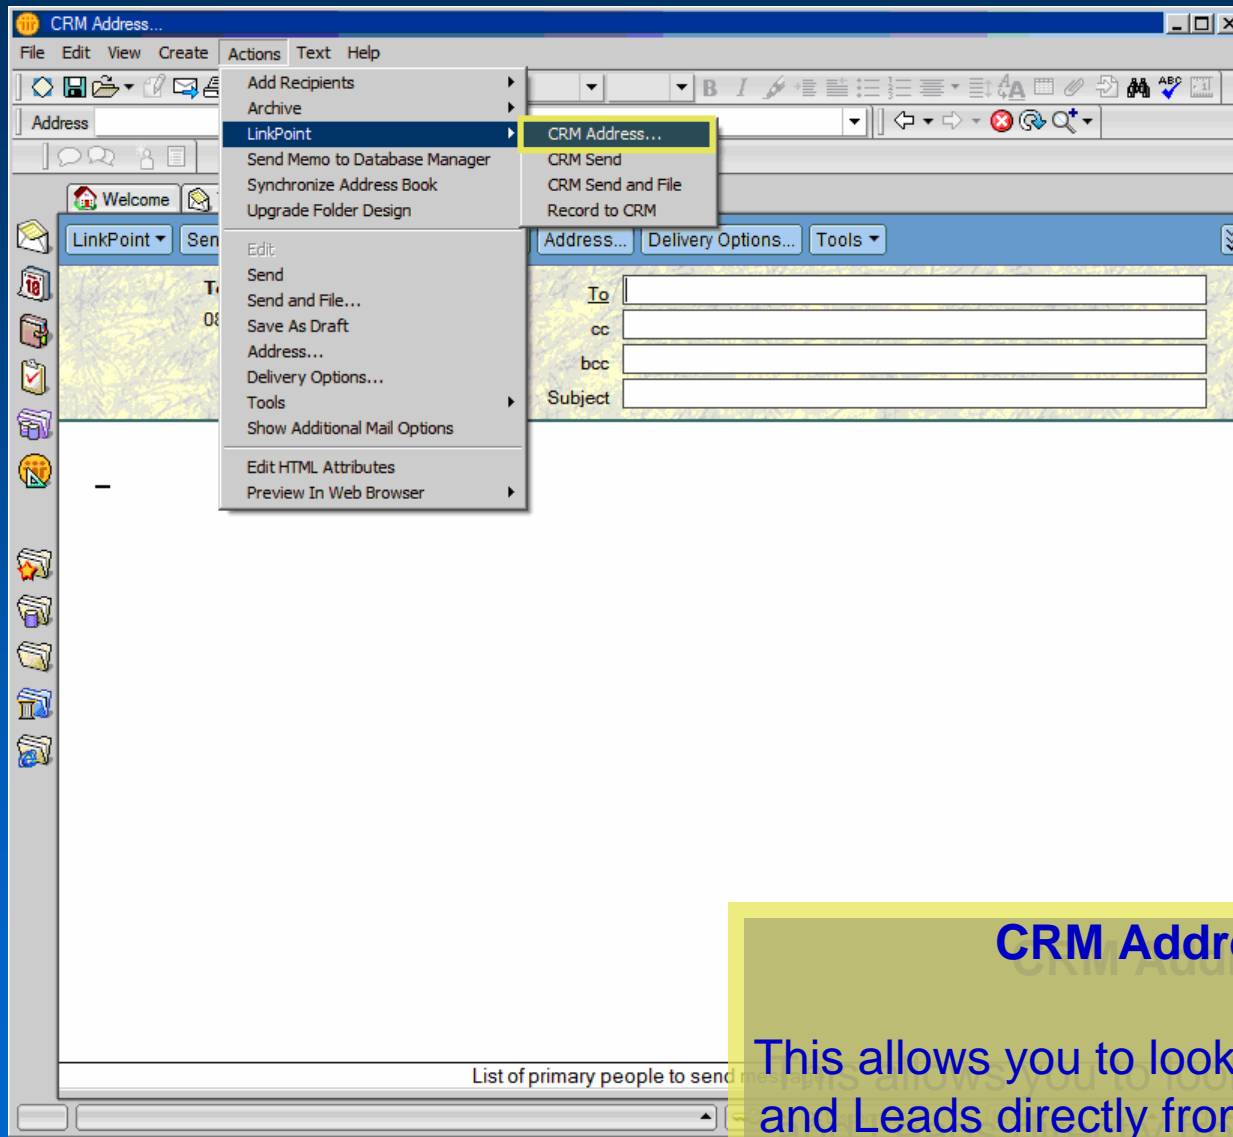 CRM Address...
File Edit View Create Actions Text Help
Address
Welcome
LinkPoint
Address... Delivery Options... Tools
Add Recipients
Archive
LinkPoint
Send Memo to Database Manager
Synchronize Address Book
Upgrade Folder Design
Edit
Send
Send and File...
Save As Draft
Address...
Delivery Options...
Tools
Show Additional Mail Options
Edit HTML Attributes
Preview In Web Browser
CRM Address...
CRM Send
CRM Send and File
Record to CRM
To
cc
bcc
Subject
List of primary people to send message
CRM Addre
This allows you to look
and Leads directly from